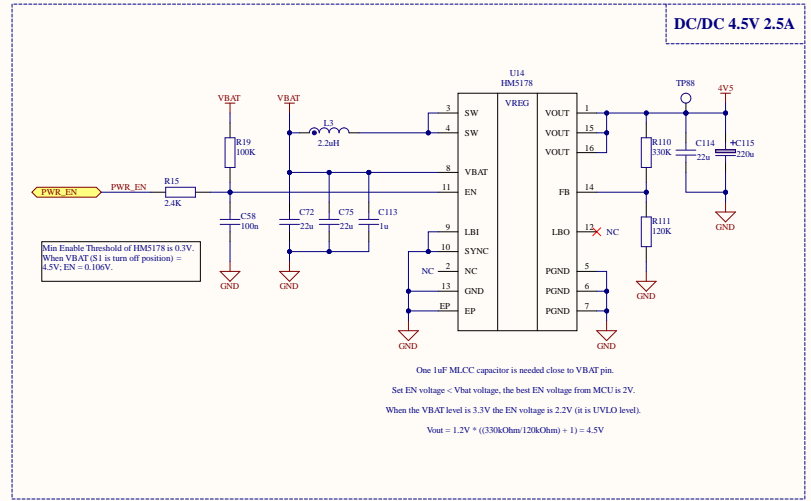 DC/DC 4.5V 2.5A
U14
HM5178
VREG
TP88
4V5
VBAT
VBAT
3 SW
4 SW
8 VBAT
11 EN
9 LBI
10 SYNC
NC 2 NC
13 GND
EP EP
VOUT 1
VOUT 15
VOUT 16
FB 14
LBO 12 NC
PGND 5
PGND 6
PGND 7
L3
2.2uH
R19
100K
R110
330K
C114
22u
+C115
220u
PWR_EN
PWR_EN
R15
2.4K
C58
100n
C72
22u
C75
22u
C113
1u
R111
120K
GND
GND
GND
GND
GND
GND
Min Enable Threshold of HM5178 is 0.3V.
When VBAT (S1 is turn off position) =
4.5V; EN = 0.106V.
One 1uF MLCC capacitor is needed close to VBAT pin.
Set EN voltage < Vbat voltage, the best EN voltage from MCU is 2V.
When the VBAT level is 3.3V the EN voltage is 2.2V (it is UVLO level).
Vout = 1.2V * ((330kOhm/120kOhm) + 1) = 4.5V